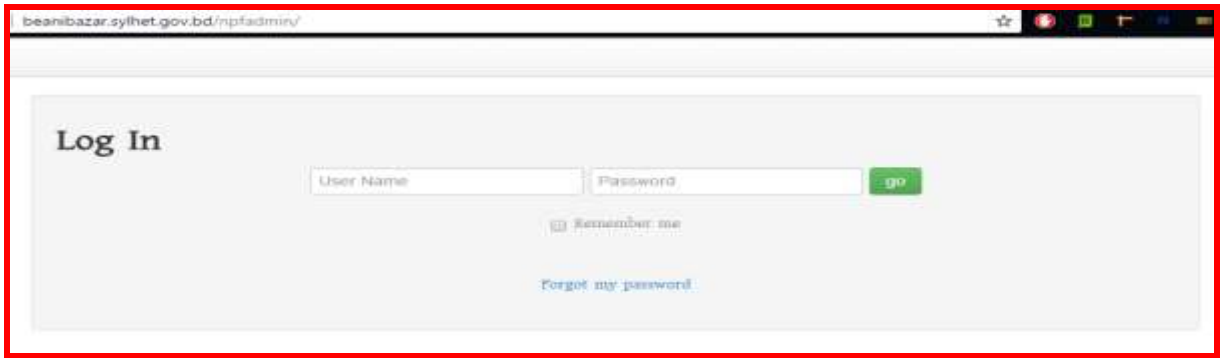 beanibazar.sylhet.gov.bd/npfadmin/
Log In
User Name Password go
Remember me
Forgot my password